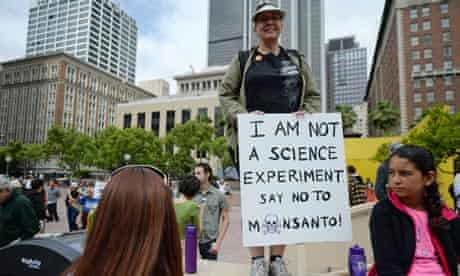 I AM NOT
A SCIENCE
EXPERIMENT.
SAY NO TO
MONSANTO!